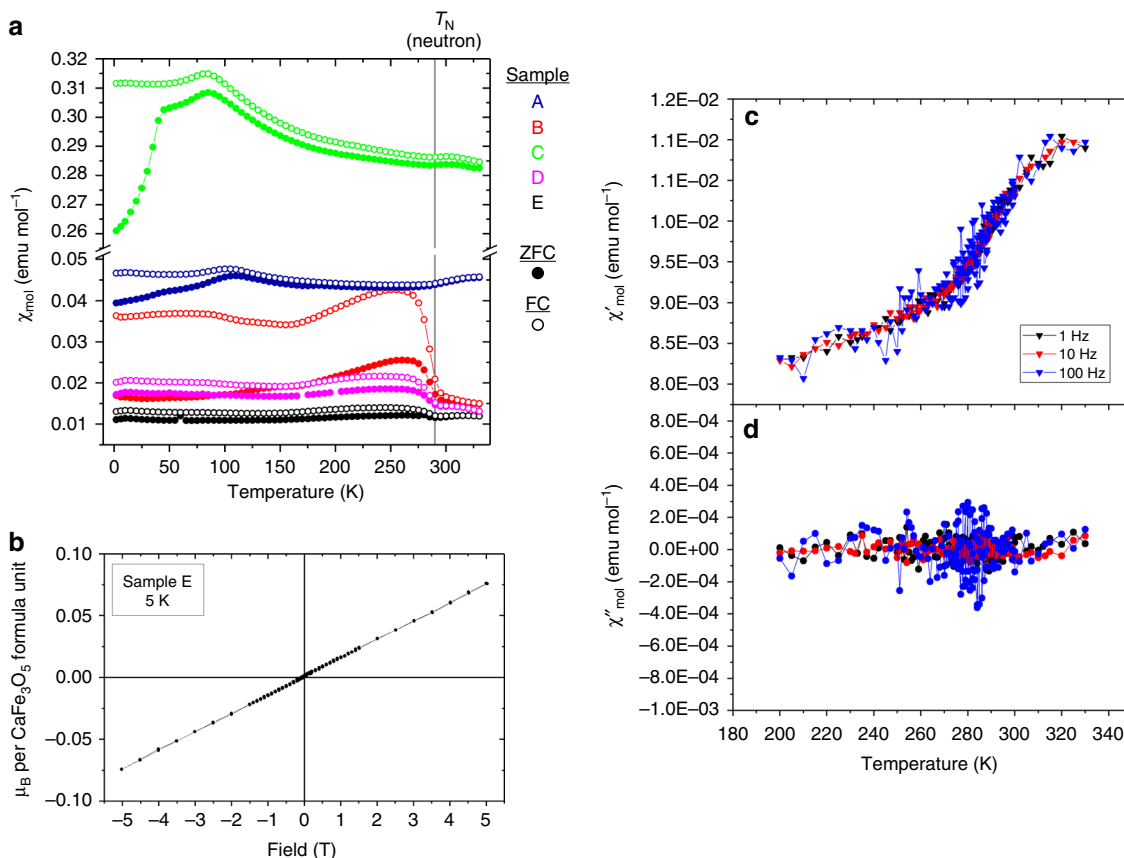 a
T_N
(neutron)
0.32
0.31
0.30
0.29
0.28
0.27
0.26
0.05
0.04
0.03
0.02
0.01
χmol (emu mol⁻¹)
0
50
100
150
200
250
300
Temperature (K)
Sample
A
B
C
D
E
ZFC
FC
b
Sample E
5 K
0.10
0.05
0.00
−0.05
−0.10
μB per CaFe₃O₅ formula unit
−5
−4
−3
−2
−1
0
1
2
3
4
5
Field (T)
c
1.2E−02
1.1E−02
1.1E−02
1.0E−02
9.5E−03
9.0E−03
8.5E−03
8.0E−03
χ′mol (emu mol⁻¹)
1 Hz
10 Hz
100 Hz
d
8.0E−04
6.0E−04
4.0E−04
2.0E−04
0.0E+00
−2.0E−04
−4.0E−04
−6.0E−04
−8.0E−04
−1.0E−03
χ″mol (emu mol⁻¹)
180
200
220
240
260
280
300
320
340
Temperature (K)